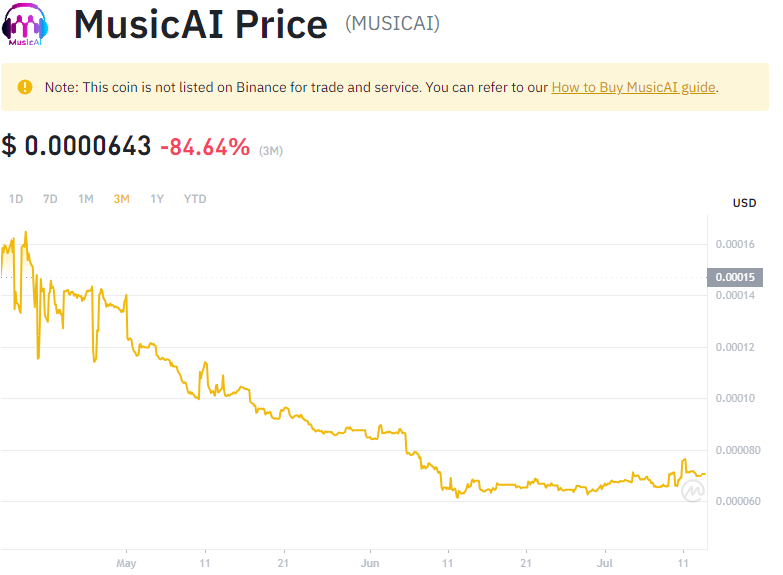 MusicAI
MusicAI Price (MUSICAI)
Note: This coin is not listed on Binance for trade and service. You can refer to our How to Buy MusicAI guide.
$ 0.0000643 -84.64% (3M)
1D 7D 1M 3M 1Y YTD
USD
0.00016
0.00015
0.00014
0.00012
0.00010
0.000080
0.000060
May 11 21 Jun 11 21 Jul 11